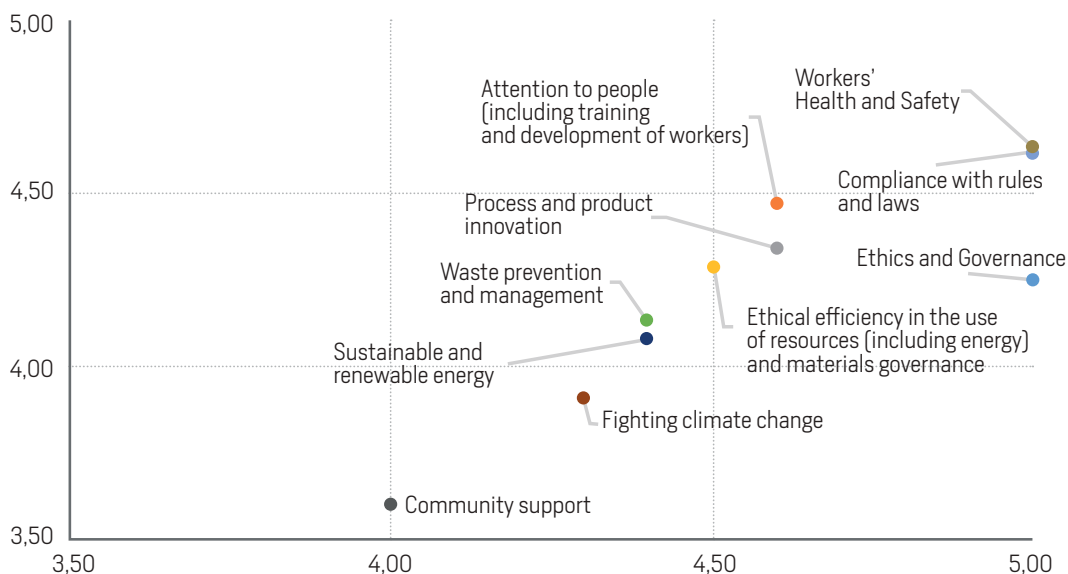 5,00
Workers’
Health and Safety
Attention to people
(including training
and development of workers)
4,50
Compliance with rules
and laws
Process and product
innovation
Ethics and Governance
Waste prevention
and management
Ethical efficiency in the use
of resources (including energy)
and materials governance
Sustainable and
renewable energy
4,00
Fighting climate change
Community support
3,50
3,50
4,00
4,50
5,00